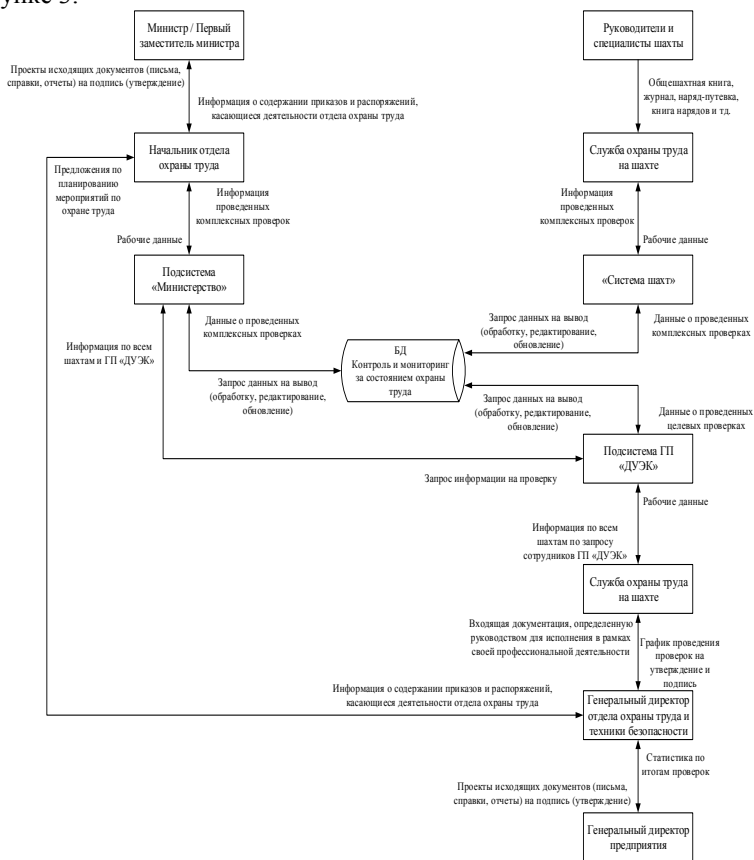 унке 3.
Министр / Первый
заместитель министра
Руководители и
специалисты шахты
Проекты исходящих документов (письма,
справки, отчеты) на подпись (утверждение)
Информация о содержании приказов и распоряжений,
касающиеся деятельности отдела охраны труда
Общешахтная книга,
журнал, наряд-путевка,
книга нарядов и тд.
Начальник отдела
охраны труда
Служба охраны труда
на шахте
Предложения по
планированию
мероприятий по
охране труда
Информация
проведенных
комплексных проверок
Информация
проведенных
комплексных проверок
Рабочие данные
Рабочие данные
Подсистема
«Министерство»
«Система шахт»
Информация по всем
шахтам и ГП «ДУЭК»
Данные о проведенных
комплексных проверках
Запрос данных на вывод
(обработку, редактирование,
обновление)
Данные о проведенных
комплексных проверках
БД
Контроль и мониторинг
за состоянием охраны
труда
Запрос данных на вывод
(обработку, редактирование,
обновление)
Запрос данных на вывод
(обработку, редактирование,
обновление)
Данные о проведенных
целевых проверках
Подсистема ГП
«ДУЭК»
Запрос информации на проверку
Рабочие данные
Информация по всем
шахтам по запросу
сотрудников ГП «ДУЭК»
Служба охраны труда
на шахте
Входящая документация, определенную
руководством для исполнения в рамках
своей профессиональной деятельности
График проведения
проверок на
утверждение и
подпись
Информация о содержании приказов и распоряжений,
касающиеся деятельности отдела охраны труда
Генеральный директор
отдела охраны труда и
техники безопасности
Статистика по
итогам проверок
Проекты исходящих документов (письма,
справки, отчеты) на подпись (утверждение)
Генеральный директор
предприятия